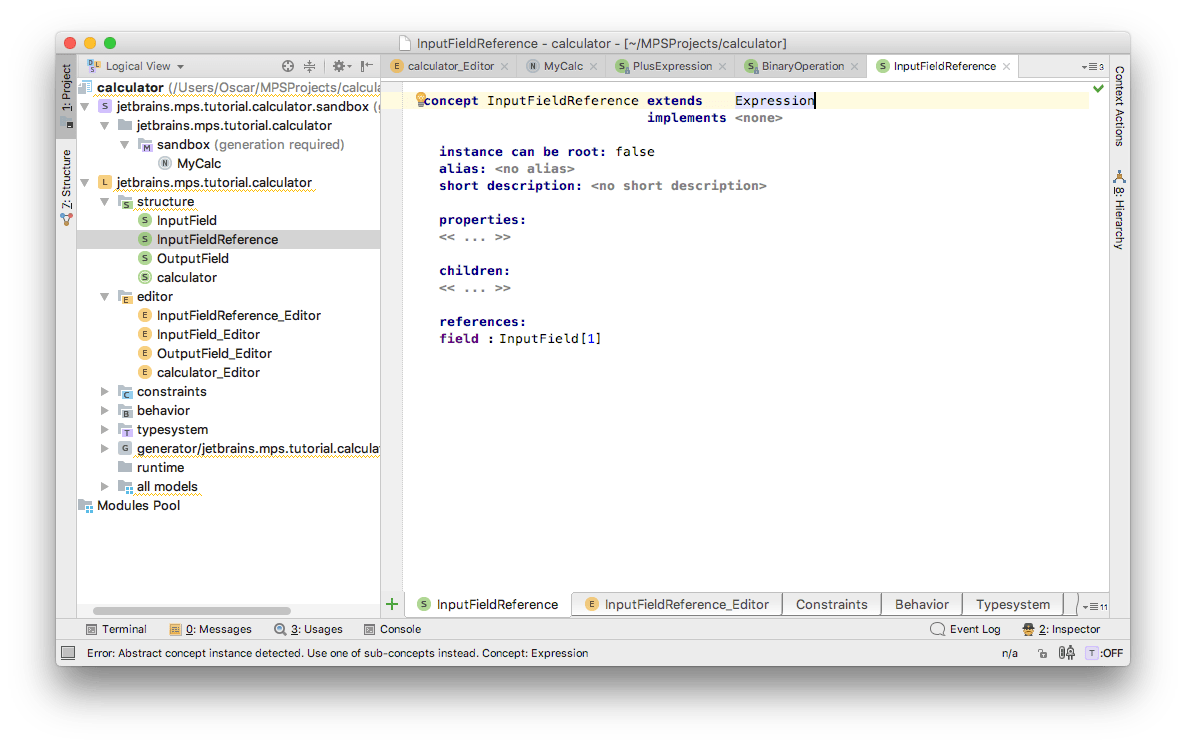 InputFieldReference - calculator - [~/MPSProjects/calculator]
1: Project
Z: Structure
Logical View
calculator (/Users/Oscar/MPSProjects/calcula
S jetbrains.mps.tutorial.calculator.sandbox (g
jetbrains.mps.tutorial.calculator
M sandbox (generation required)
N MyCalc
L jetbrains.mps.tutorial.calculator
S structure
S InputField
S InputFieldReference
S OutputField
S calculator
E editor
E InputFieldReference_Editor
E InputField_Editor
E OutputField_Editor
E calculator_Editor
C constraints
B behavior
T typesystem
G generator/jetbrains.mps.tutorial.calculat
runtime
all models
Modules Pool
E calculator_Editor
N MyCalc
S PlusExpression
S BinaryOperation
S InputFieldReference
3
concept InputFieldReference extends Expression
implements <none>
instance can be root: false
alias: <no alias>
short description: <no short description>
properties:
<< ... >>
children:
<< ... >>
references:
field : InputField[1]
Context Actions
8: Hierarchy
S InputFieldReference
E InputFieldReference_Editor
Constraints
Behavior
Typesystem
11
Terminal
0: Messages
3: Usages
Console
Event Log
2: Inspector
Error: Abstract concept instance detected. Use one of sub-concepts instead. Concept: Expression
n/a
T :OFF